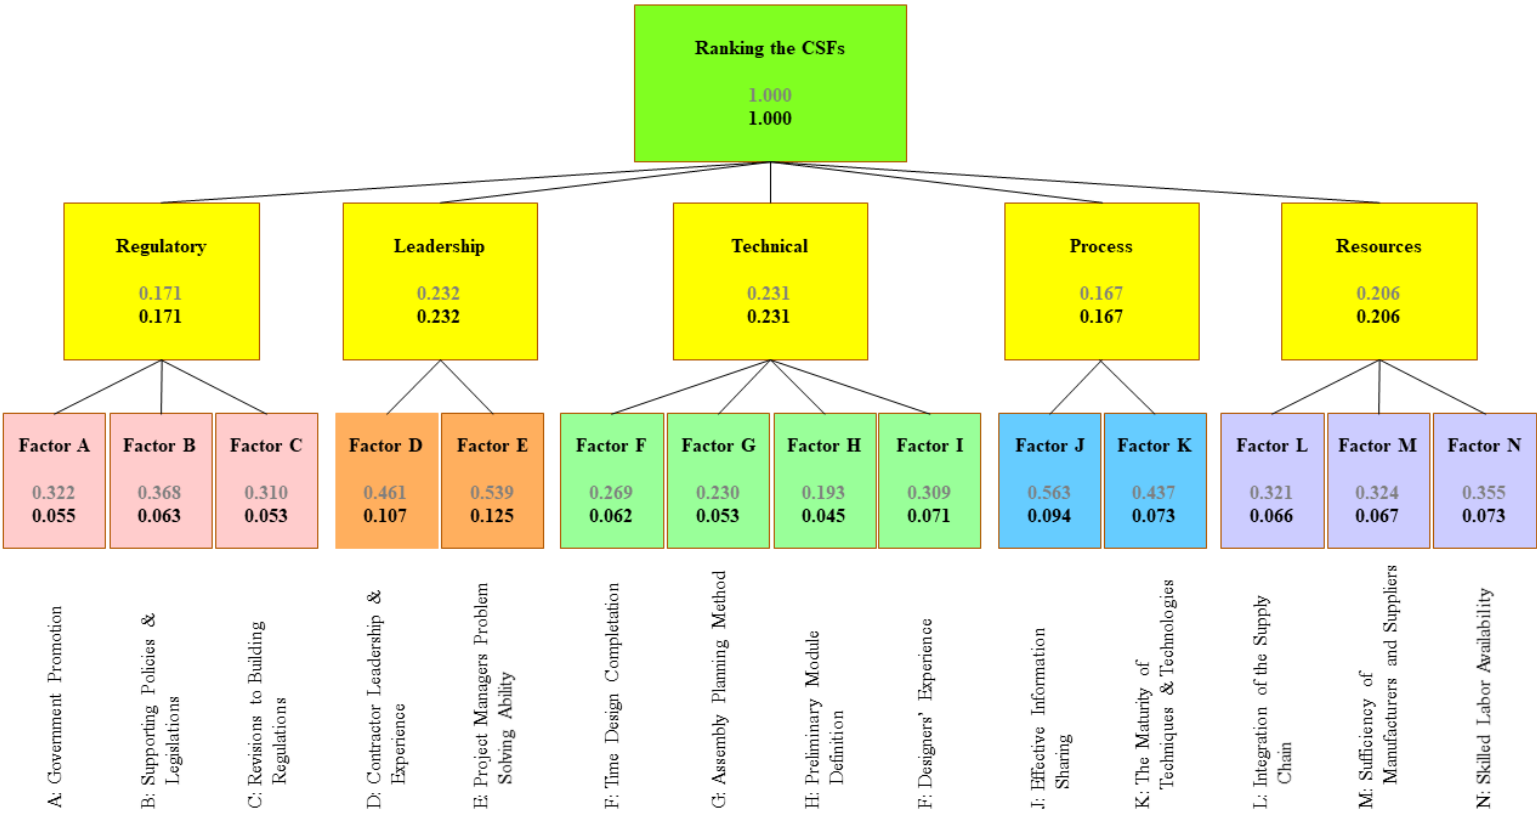 Ranking the CSFs
1.000
1.000
Regulatory
0.171
0.171
Leadership
0.232
0.232
Technical
0.231
0.231
Process
0.167
0.167
Resources
0.206
0.206
Factor A
0.322
0.055
Factor B
0.368
0.063
Factor C
0.310
0.053
Factor D
0.461
0.107
Factor E
0.539
0.125
Factor F
0.269
0.062
Factor G
0.230
0.053
Factor H
0.193
0.045
Factor I
0.309
0.071
Factor J
0.563
0.094
Factor K
0.437
0.073
Factor L
0.321
0.066
Factor M
0.324
0.067
Factor N
0.355
0.073
A: Government Promotion
B: Supporting Policies &
Legislations
C: Revisions to Building
Regulations
D: Contractor Leadership &
Experience
E: Project Managers Problem
Solving Ability
F: Time Design Completation
G: Assembly Planning Method
H: Preliminary Module
Definition
F: Designers' Experience
J: Effective Information
Sharing
K: The Maturity of
Techniques & Technologies
L: Integration of the Supply
Chain
M: Sufficiency of
Manufacturers and Suppliers
N: Skilled Labor Availability